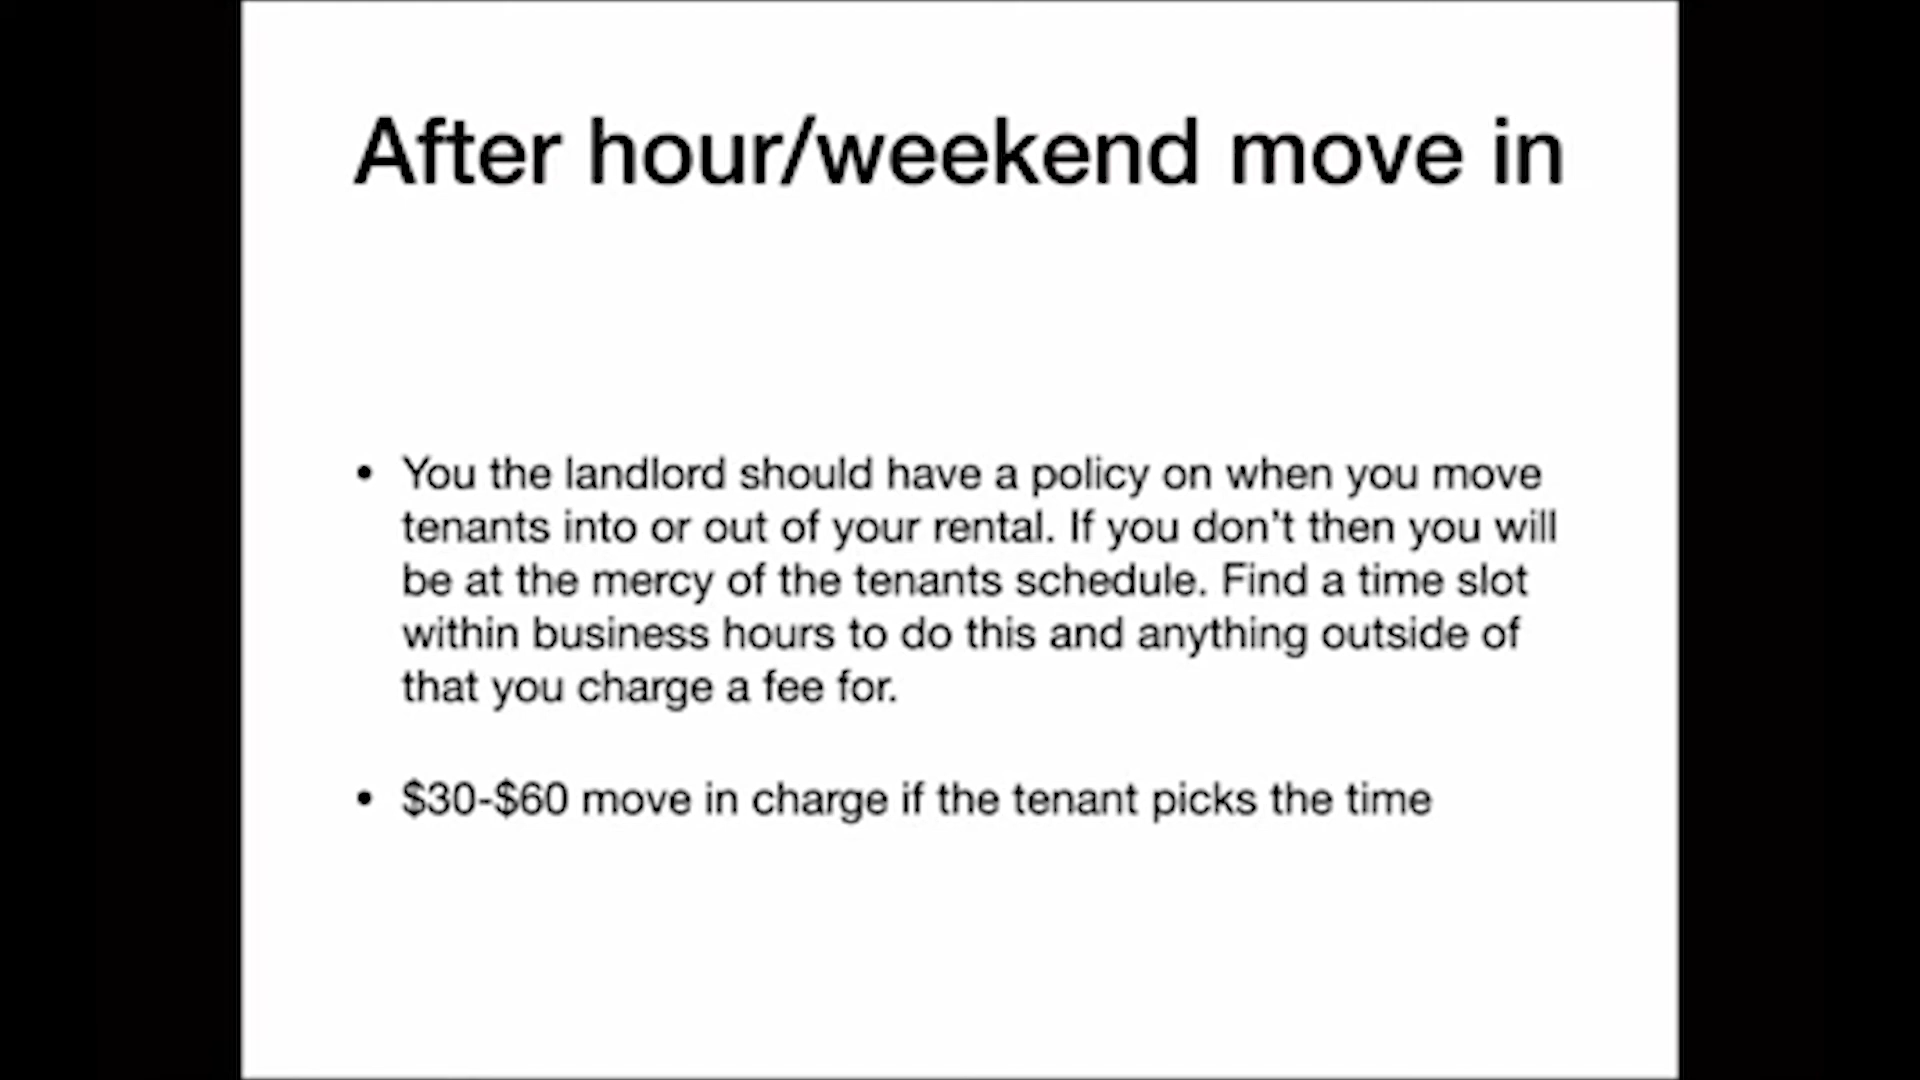 After hour/weekend move in
• You the landlord should have a policy on when you move
tenants into or out of your rental. If you don’t then you will
be at the mercy of the tenants schedule. Find a time slot
within business hours to do this and anything outside of
that you charge a fee for.
• $30-$60 move in charge if the tenant picks the time